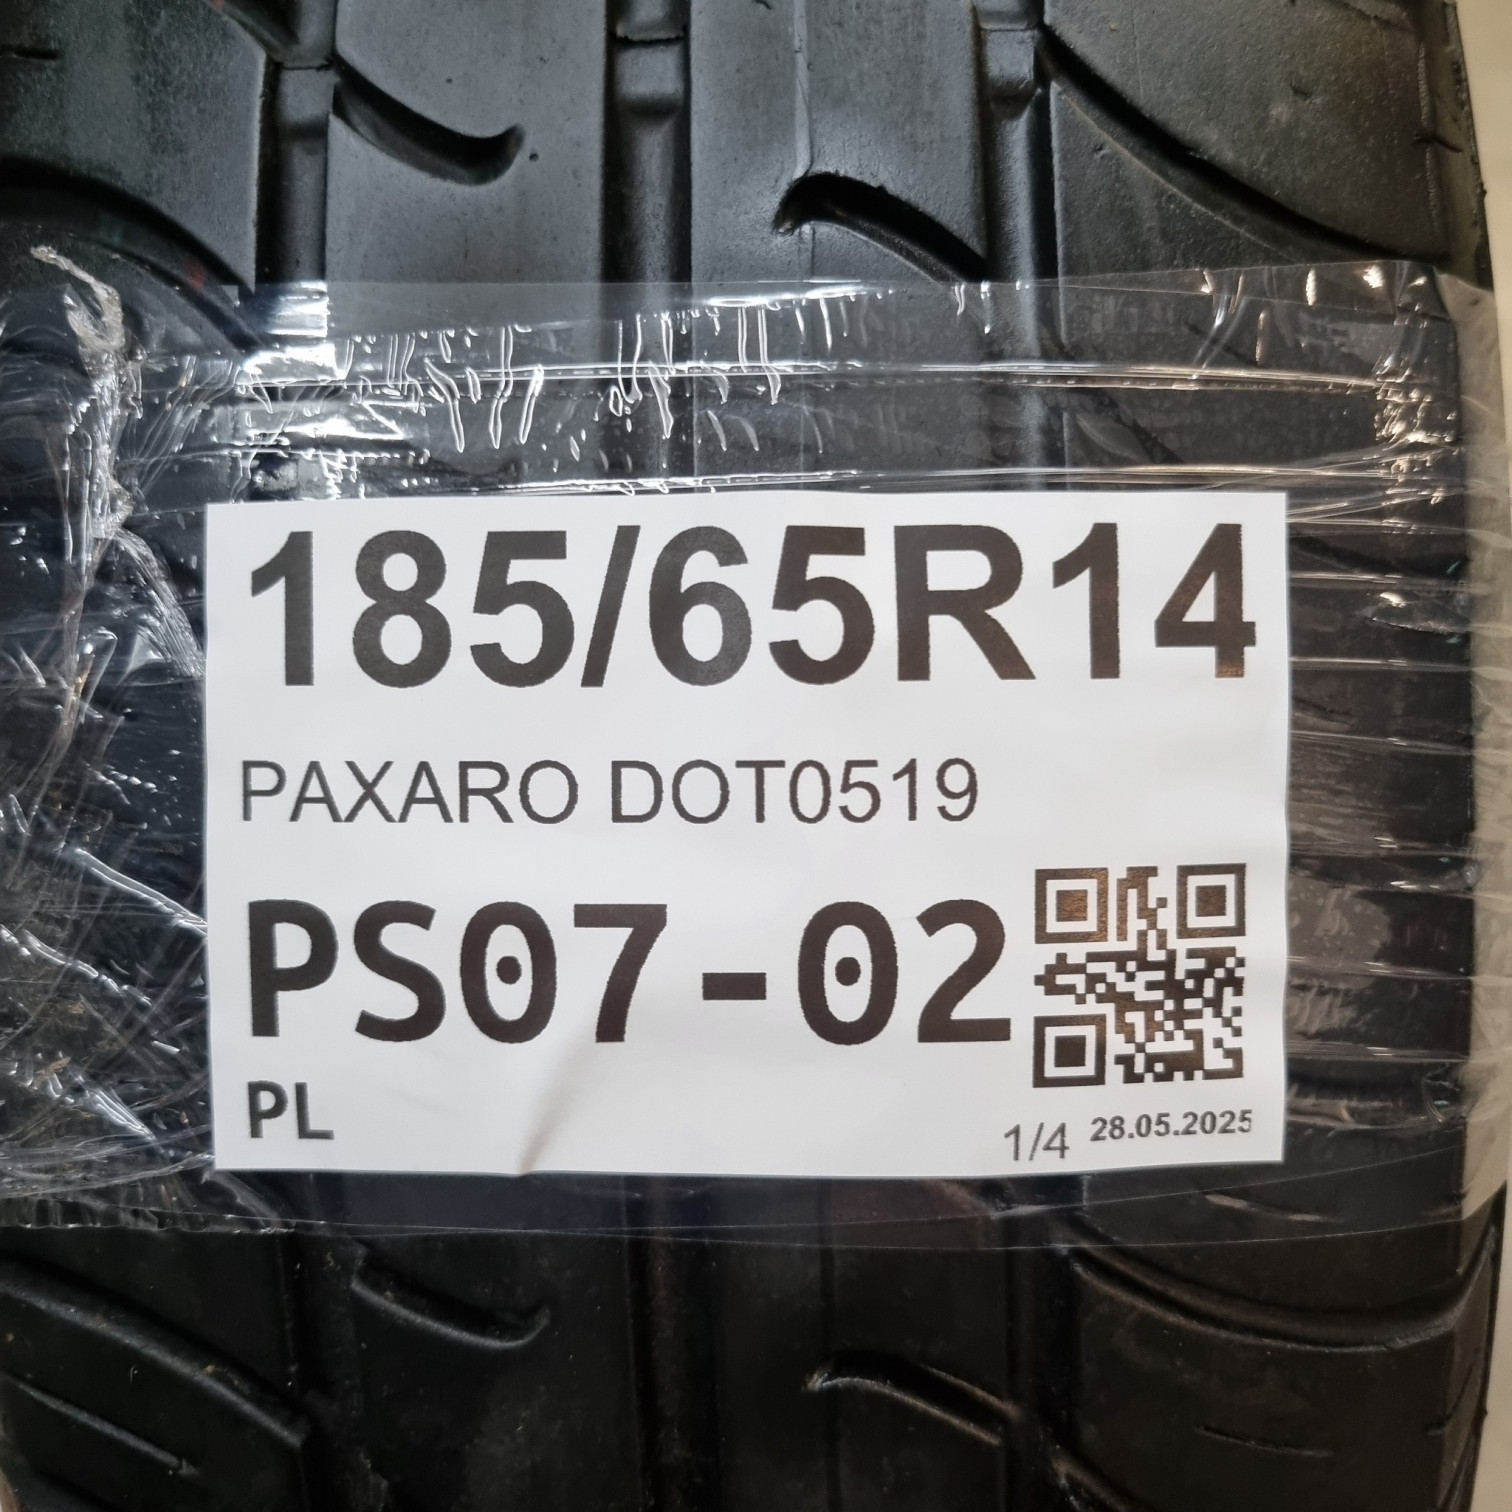 185/65R14
PAXARO DOT0519
PS07-02
PL
1/4 28.05.2025